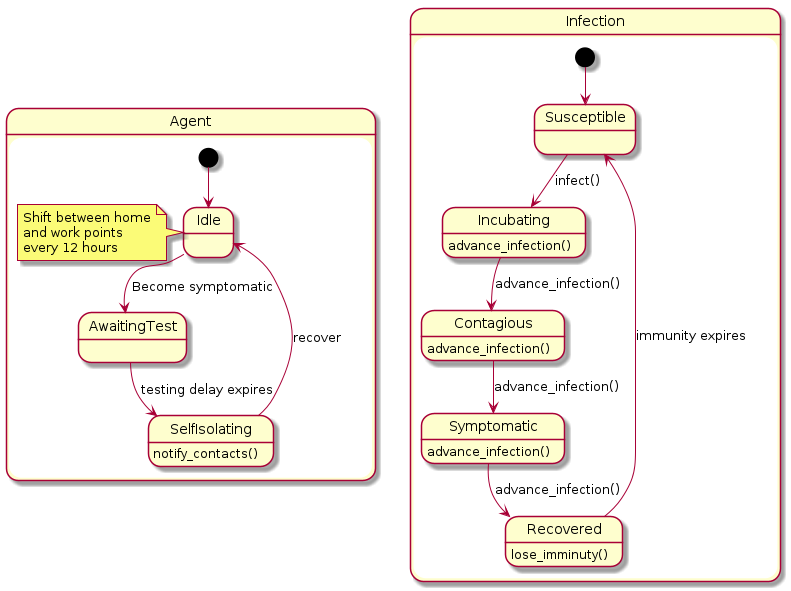 Agent
Idle
Shift between home
and work points
every 12 hours
Become symptomatic
AwaitingTest
recover
testing delay expires
SelfIsolating
notify_contacts()
Infection
Susceptible
infect()
Incubating
advance_infection()
advance_infection()
Contagious
advance_infection()
immunity expires
advance_infection()
Symptomatic
advance_infection()
advance_infection()
Recovered
lose_imminuty()